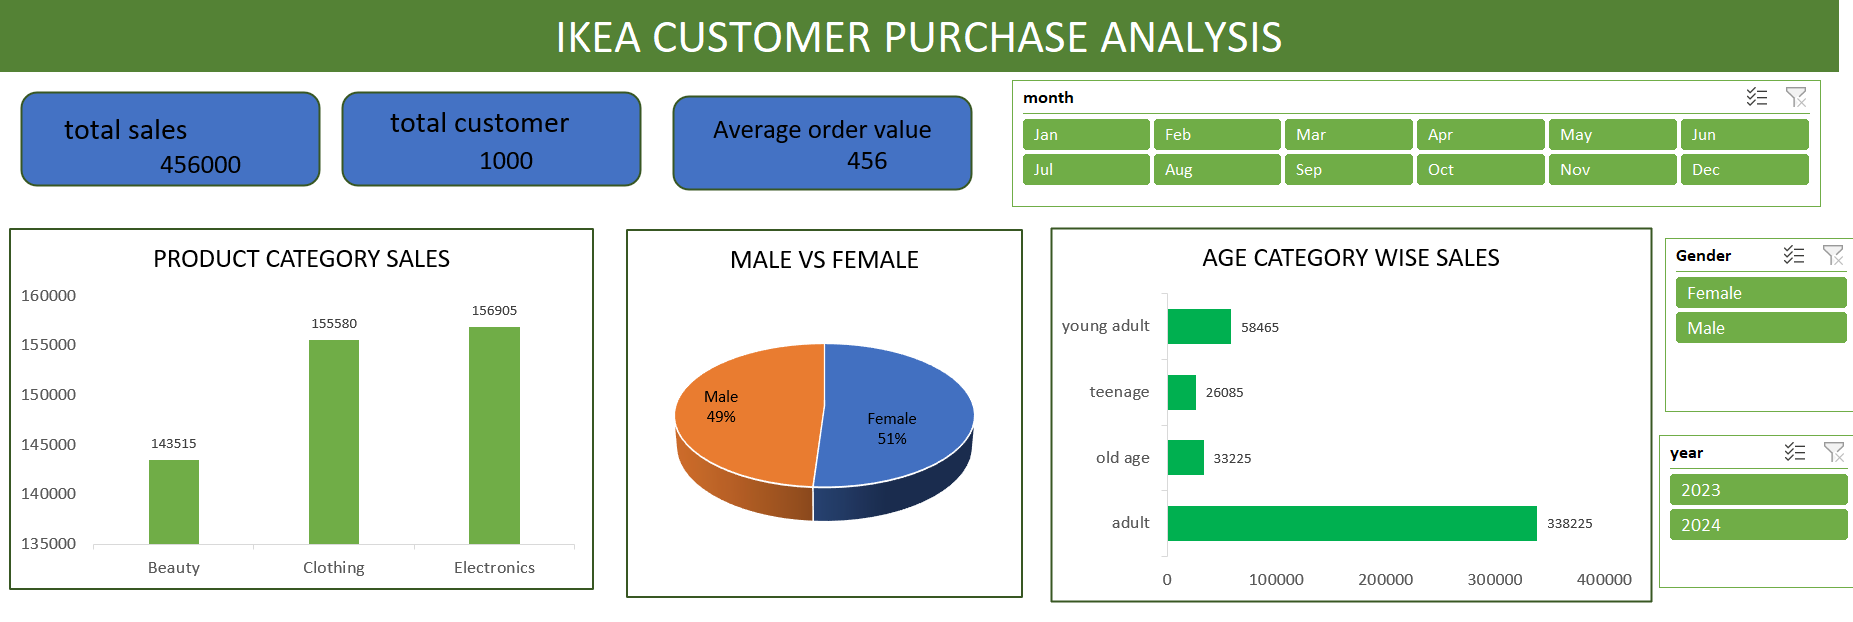 IKEA CUSTOMER PURCHASE ANALYSIS
total sales
456000
total customer
1000
Average order value
456
month
Jan Feb Mar Apr May Jun
Jul Aug Sep Oct Nov Dec
PRODUCT CATEGORY SALES
160000
155000
150000
145000
140000
135000
143515
155580
156905
Beauty Clothing Electronics
MALE VS FEMALE
Male
49%
Female
51%
AGE CATEGORY WISE SALES
young adult 58465
teenage 26085
old age 33225
adult 338225
0 100000 200000 300000 400000
Gender
Female
Male
year
2023
2024